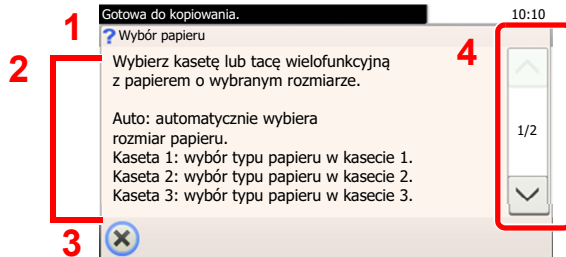 Gotowa do kopiowania.
10:10
1
? Wybór papieru
2
4
Wybierz kasetę lub tacę wielofunkcyjną
z papierem o wybranym rozmiarze.
Auto: automatycznie wybiera
rozmiar papieru.
1/2
Kaseta 1: wybór typu papieru w kasecie 1.
Kaseta 2: wybór typu papieru w kasecie 2.
Kaseta 3: wybór typu papieru w kasecie 3.
3